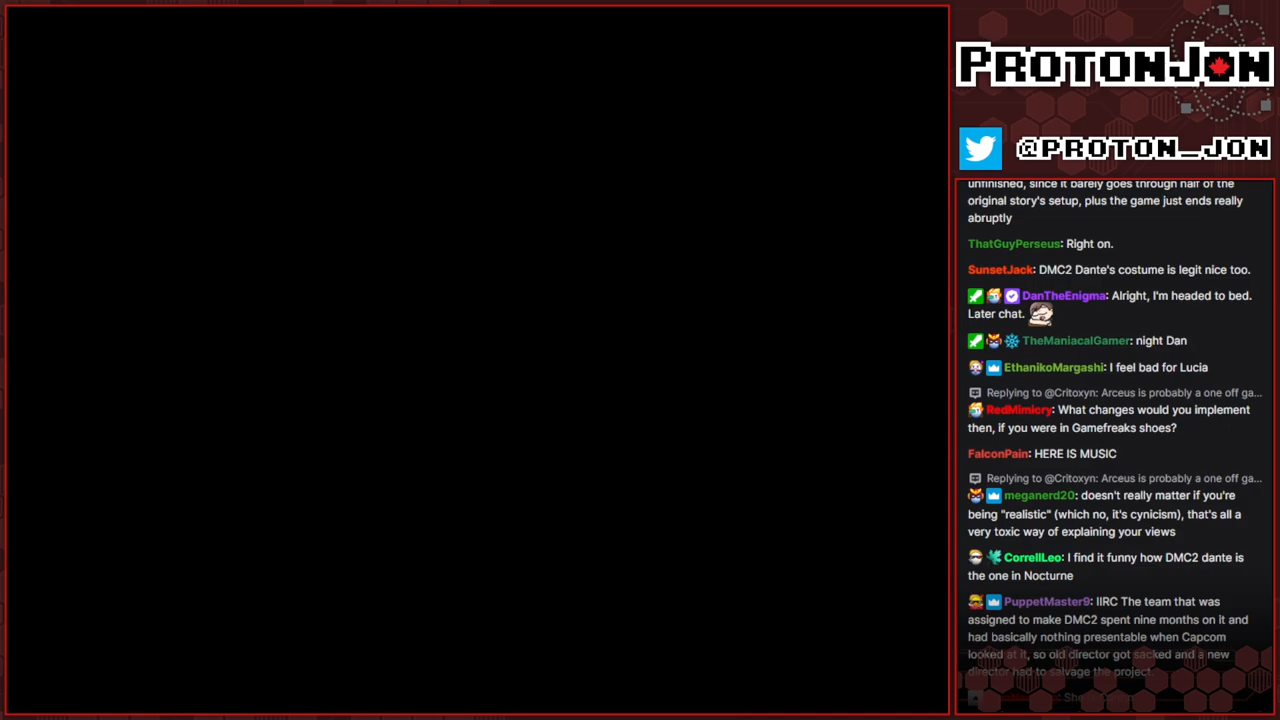 PROTONJON
@PROTON_JON
unfinished, since it barely goes through half of the
original story's setup, plus the game just ends really
abruptly
ThatGuyPerseus: Right on.
SunsetJack: DMC2 Dante's costume is legit nice too.
DanTheEnigma: Alright, I'm headed to bed.
Later chat.
TheManiacalGamer: night Dan
EthanikoMargashi: I feel bad for Lucia
Replying to @Critoxyn: Arceus is probably a one off ga...
RedMimicry: What changes would you implement
then, if you were in Gamefreaks shoes?
FalconPain: HERE IS MUSIC
Replying to @Critoxyn: Arceus is probably a one off ga...
meganerd20: doesn't really matter if you're
being "realistic" (which no, it's cynicism), that's all a
very toxic way of explaining your views
CorrellLeo: I find it funny how DMC2 dante is
the one in Nocturne
PuppetMaster9: IIRC The team that was
assigned to make DMC2 spent nine months on it and
had basically nothing presentable when Capcom
looked at it, so old director got sacked and a new
director had to salvage the project.